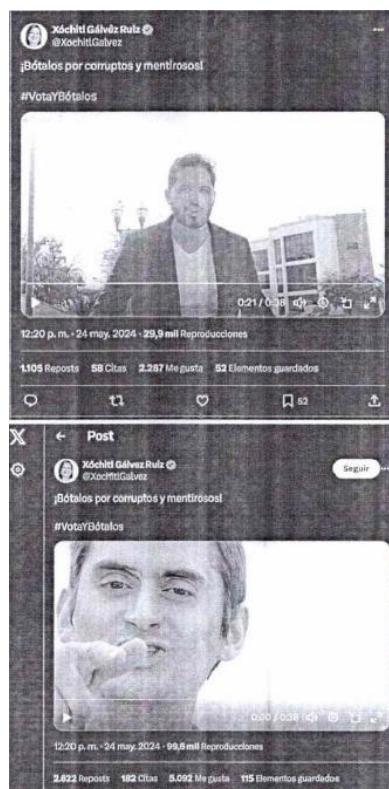 Xóchitl Gálvez Ruiz
@XochitlGalvez
¡Bótalos por corruptos y mentirosos!
#VotaYBótalos
0:21 / 0:38
12:20 p. m. · 24 may. 2024 · 29,9 mil Reproducciones
1.105 Reposts 58 Citas 2.287 Me gusta 52 Elementos guardados
52
Post
Xóchitl Gálvez Ruiz
@XochitlGalvez
Seguir
¡Bótalos por corruptos y mentirosos!
#VotaYBótalos
0:00 / 0:38
12:20 p. m. · 24 may. 2024 · 99,6 mil Reproducciones
2.822 Reposts 182 Citas 5.092 Me gusta 115 Elementos guardados